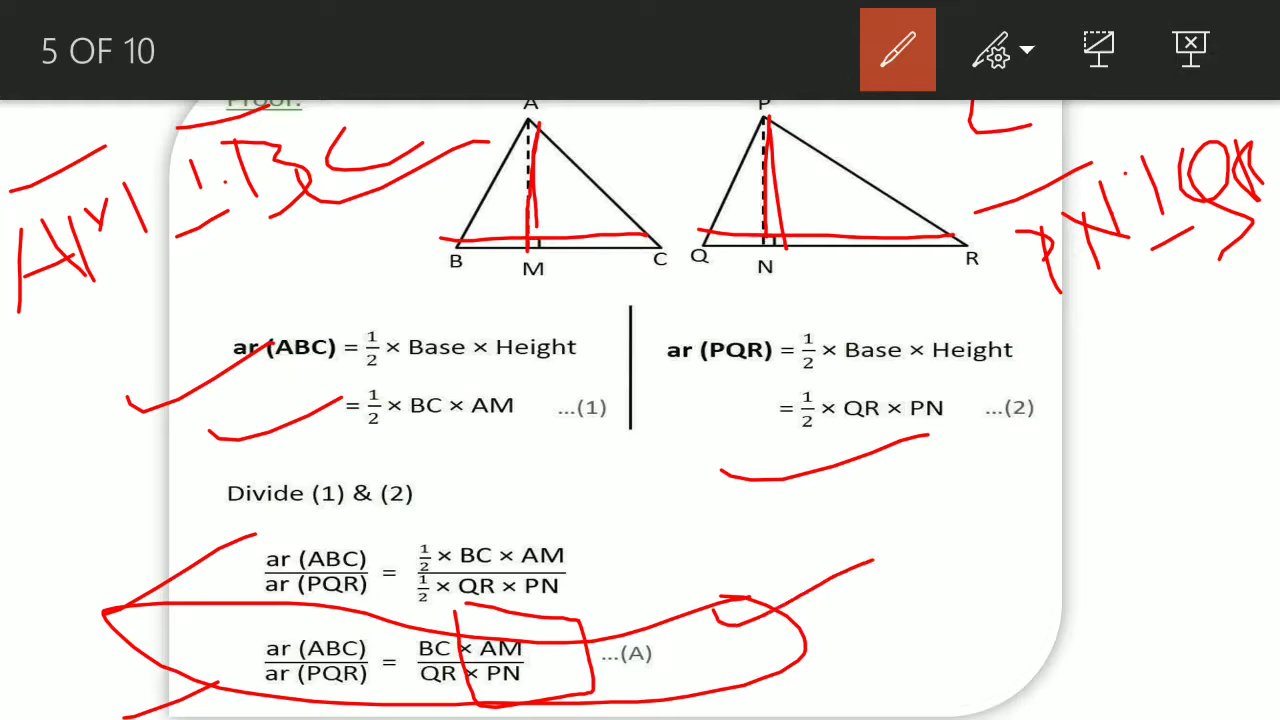 5 OF 10
Proof:
A P
AM ⊥ BC PN ⊥ QR
B M C Q N R
ar (ABC) = 1/2 × Base × Height
= 1/2 × BC × AM ...(1)
ar (PQR) = 1/2 × Base × Height
= 1/2 × QR × PN ...(2)
Divide (1) & (2)
ar (ABC) / ar (PQR) = 1/2 × BC × AM / 1/2 × QR × PN
ar (ABC) / ar (PQR) = BC × AM / QR × PN ...(A)